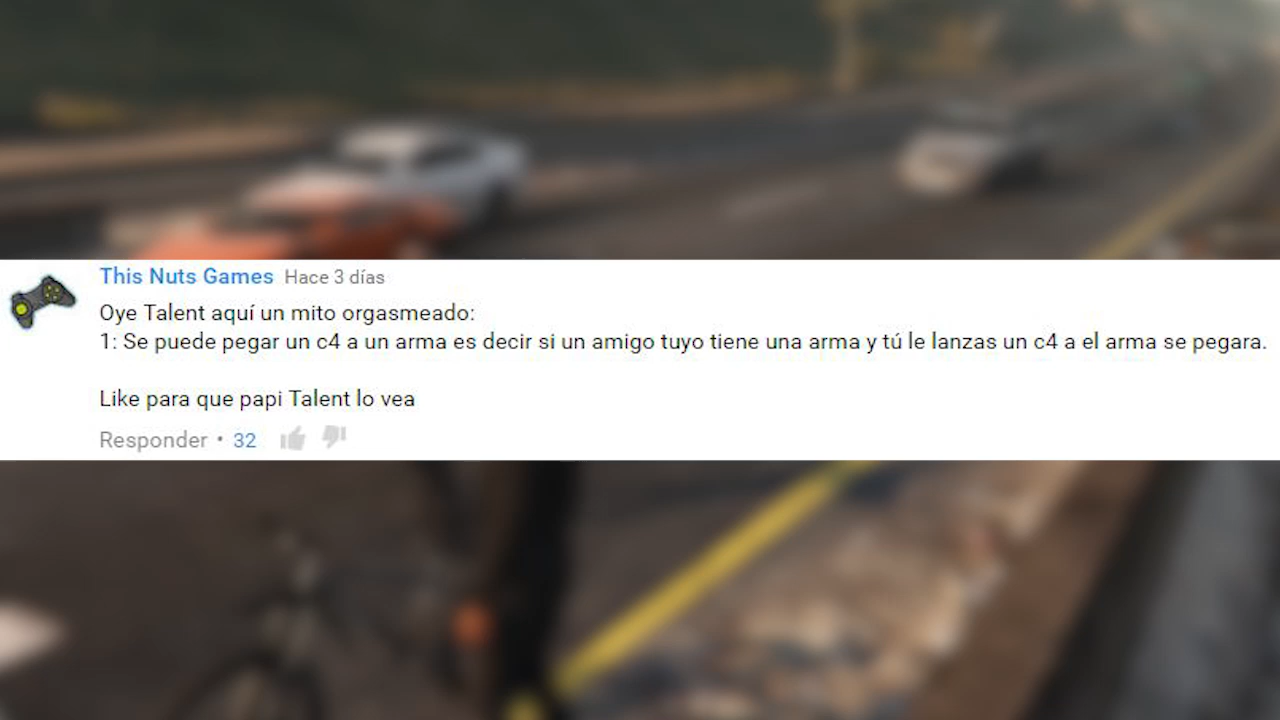 This Nuts Games Hace 3 días
Oye Talent aquí un mito orgasmeado:
1: Se puede pegar un c4 a un arma es decir si un amigo tuyo tiene una arma y tú le lanzas un c4 a el arma se pegara.
Like para que papi Talent lo vea
Responder • 32